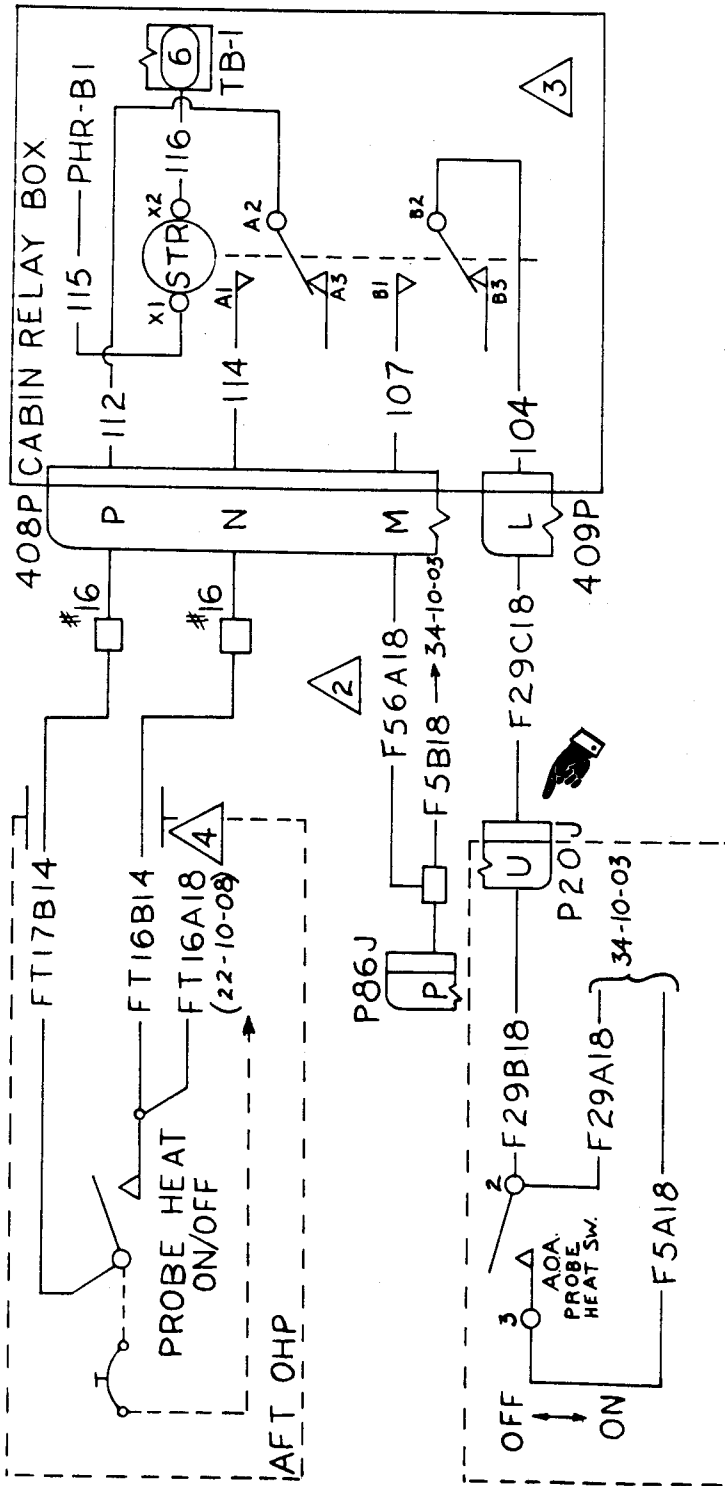 408P CABIN RELAY BOX
115 PHR-B1
112
X1 STR X2 116 6
TB-1
#16 P
114 A1 A2
A3
#16 N
107 B1 B2
B3
M
104
L
409P
3
FT17B14
FT16B14
FT16A18
(22-10-08)
4
PROBE HEAT
ON/OFF
AFT OHP
2
F56A18
F5B18 34-10-03
P86J
P
F29C18
U
P20J
F29B18
2
F29A18
34-10-03
F5A18
3
A.O.A.
PROBE
HEAT SW.
OFF
ON